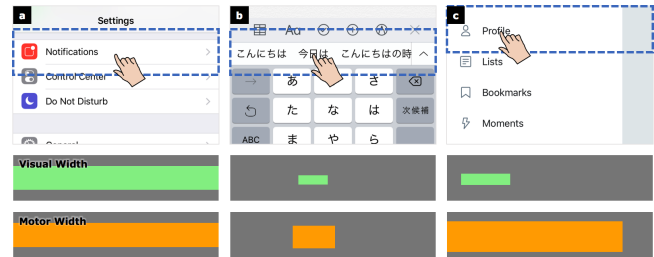 a
Settings
Notifications
Control Center
Do Not Disturb
General
b
Aa
こんにちは 今日は こんにちはの時
→ あ さ
た な は 次候補
ABC ま や ら
c
Profile
Lists
Bookmarks
Moments
Visual Width
Motor Width